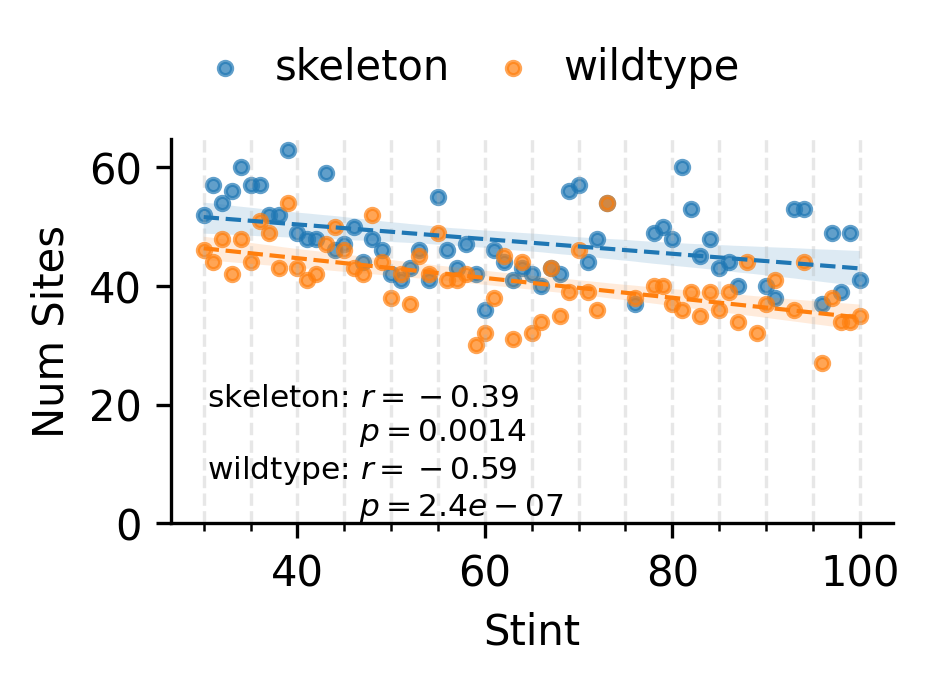 skeleton wildtype
60
40
20
0
Num Sites
skeleton: r = −0.39
p = 0.0014
wildtype: r = −0.59
p = 2.4e−07
40 60 80 100
Stint